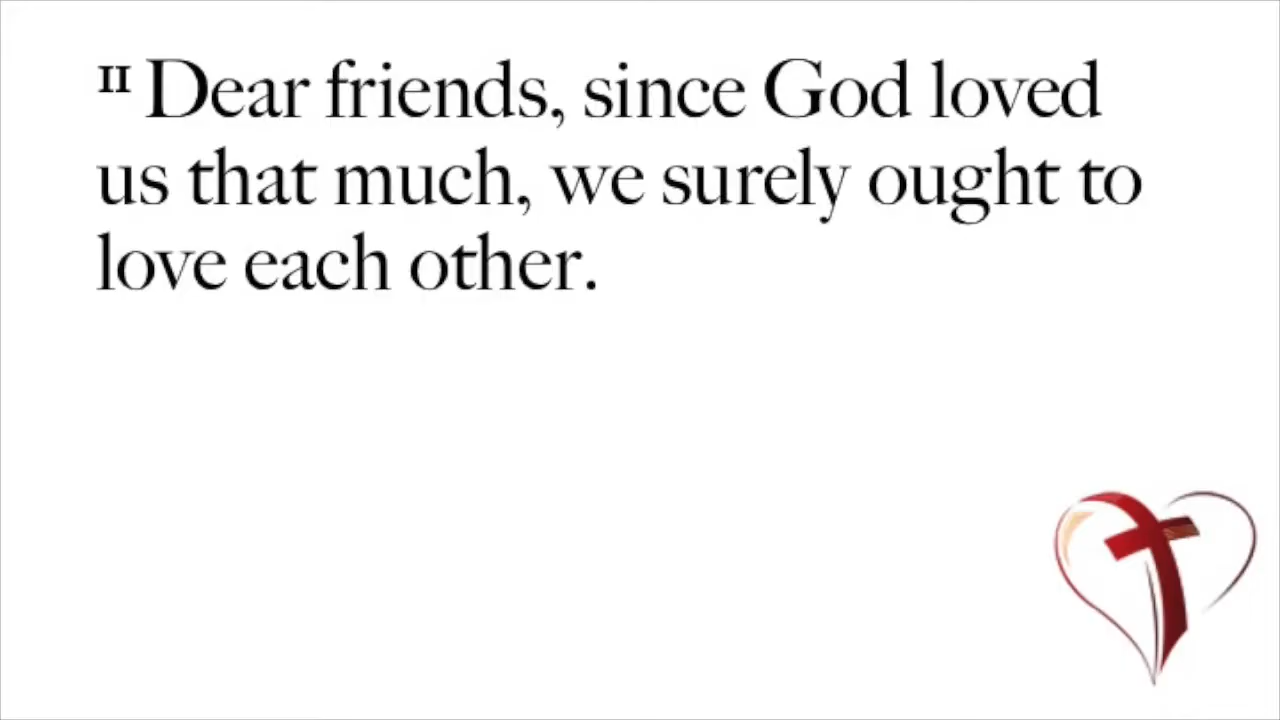 11 Dear friends, since God loved
us that much, we surely ought to
love each other.